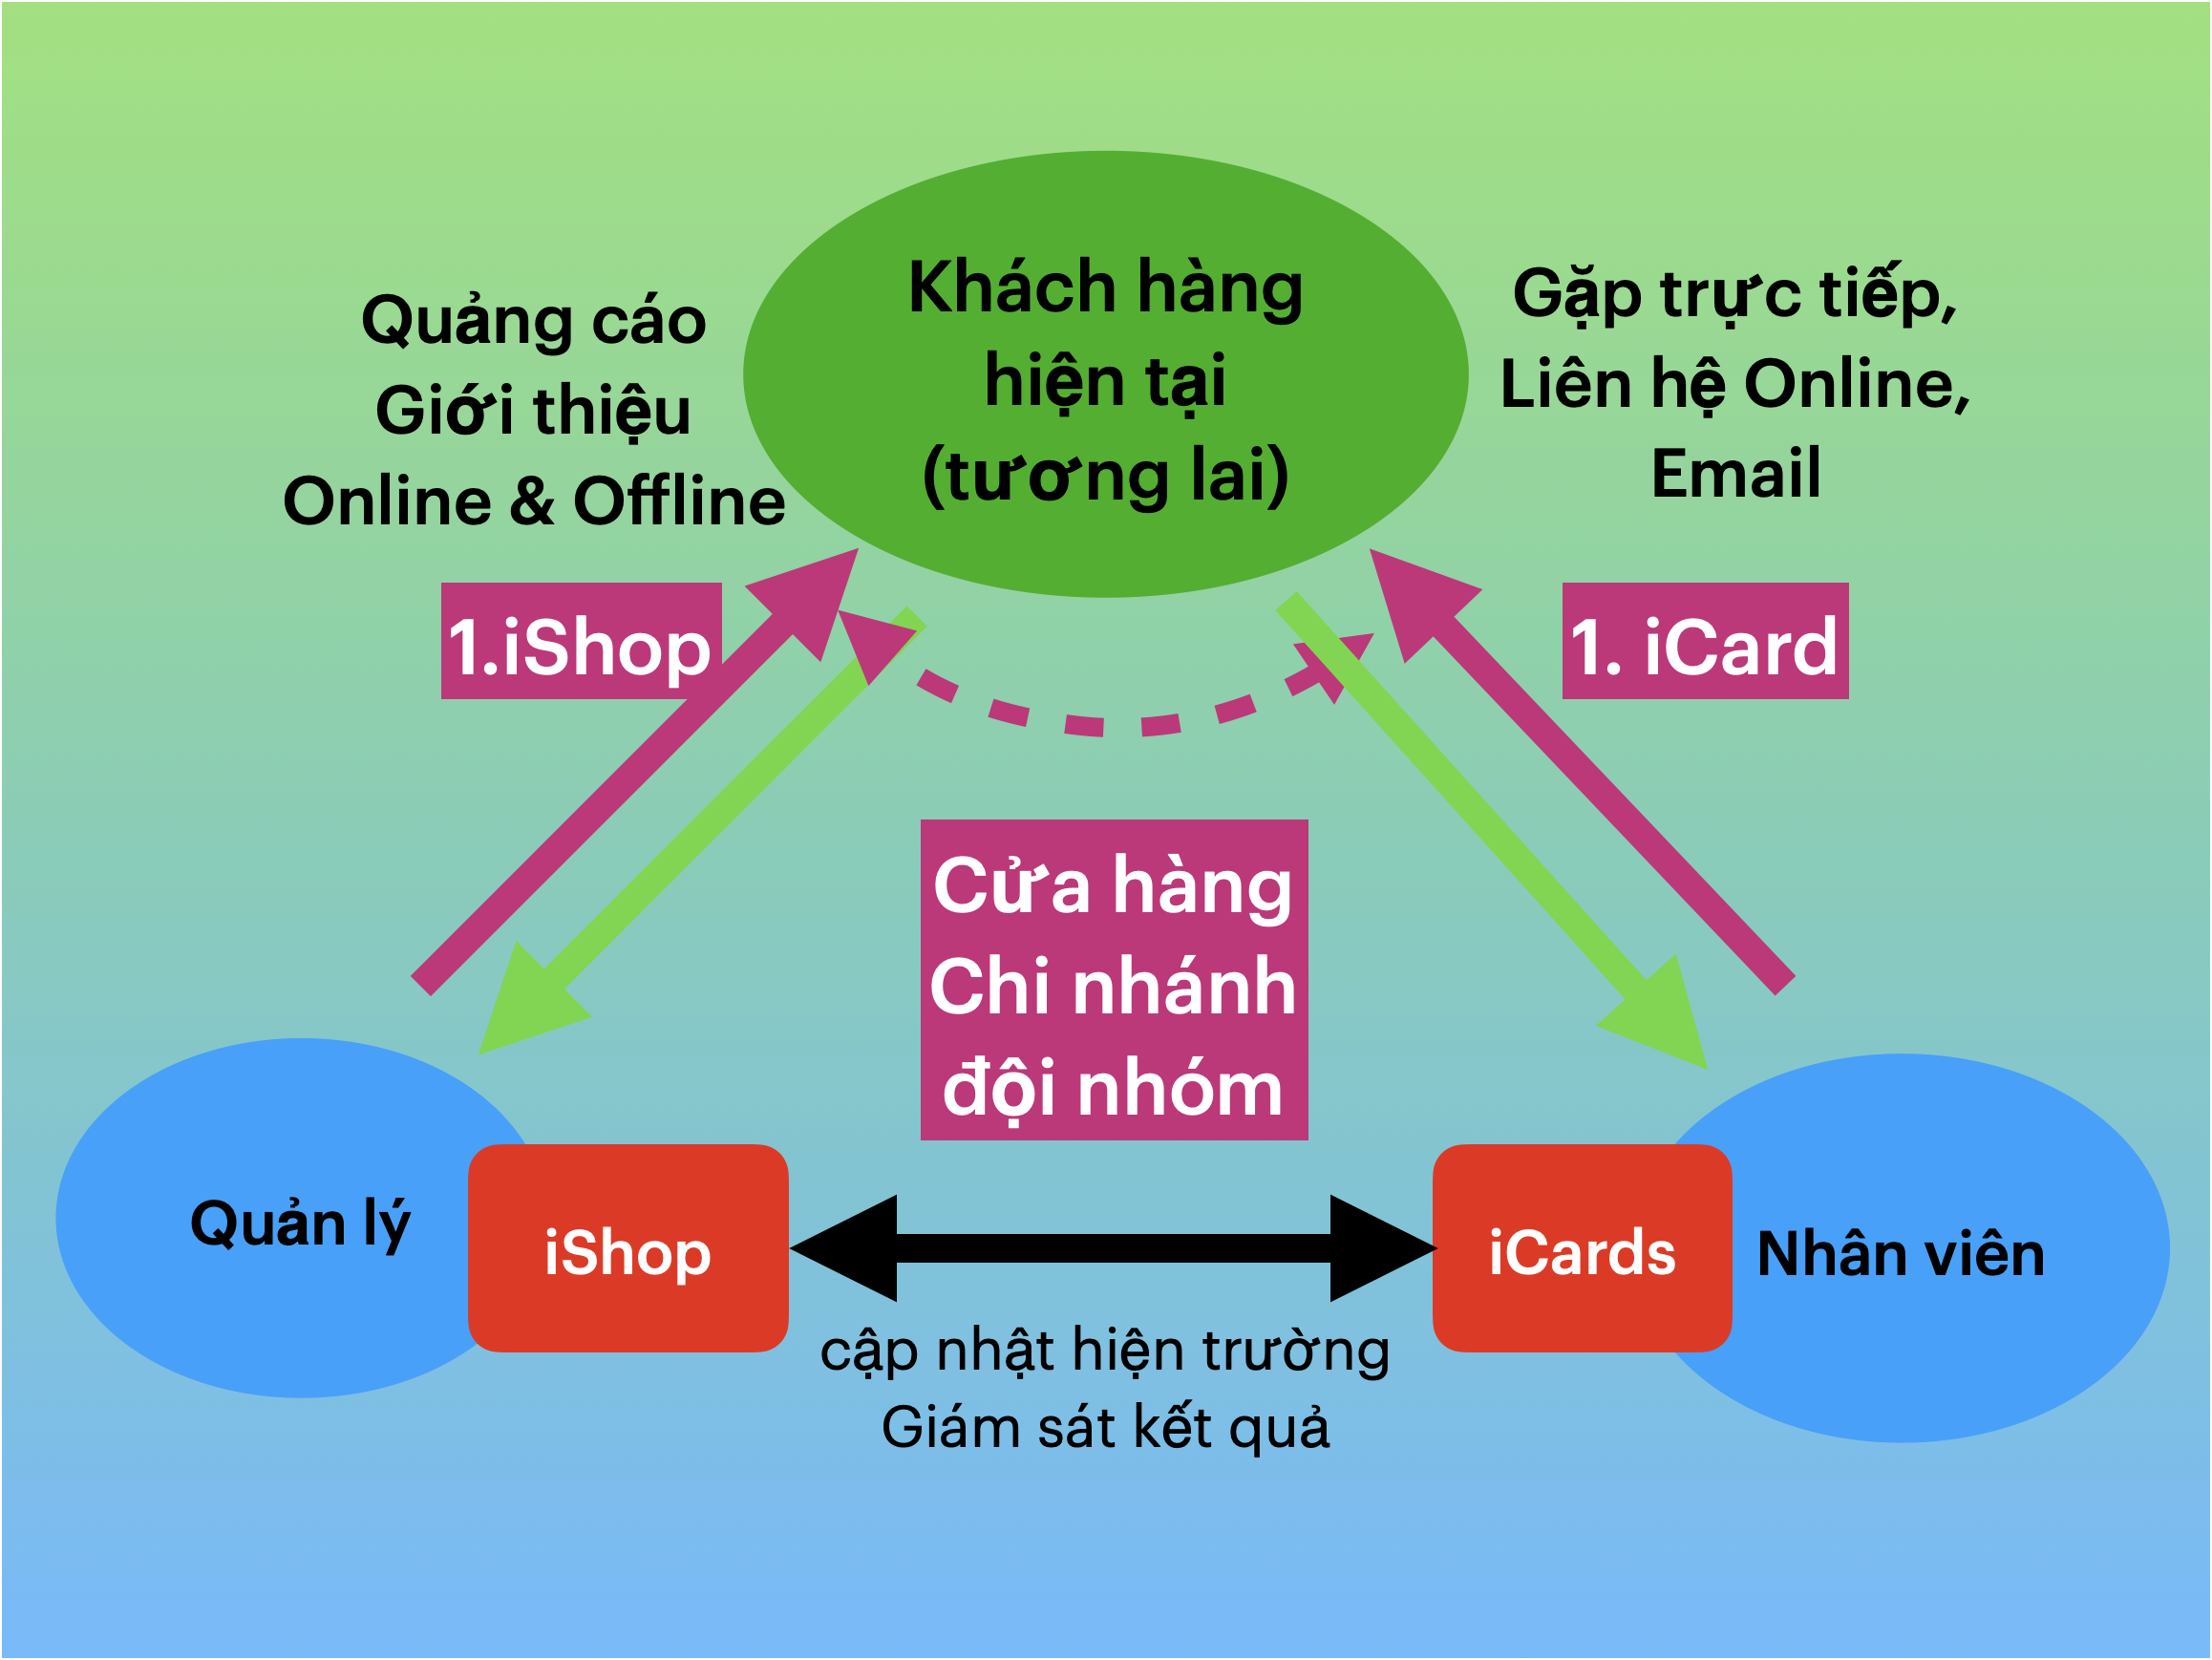 Quảng cáo
Giới thiệu
Online & Offline
Khách hàng
hiện tại
(tương lai)
Gặp trực tiếp,
Liên hệ Online,
Email
1.iShop
1. iCard
Cửa hàng
Chi nhánh
đội nhóm
Quản lý
iShop
iCards
Nhân viên
cập nhật hiện trường
Giám sát kết quả